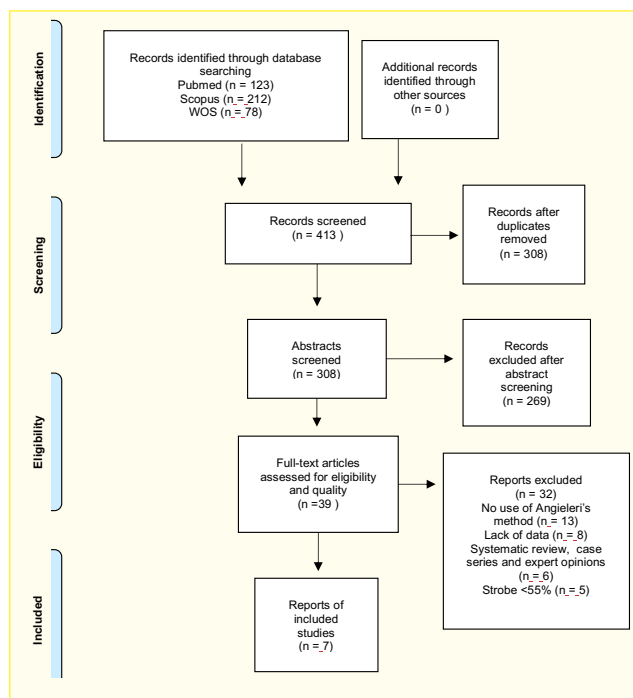 Identification
Records identified through database
searching
Pubmed (n = 123)
Scopus (n = 212)
WOS (n = 78)
Additional records
identified through
other sources
(n = 0 )
Screening
Records screened
(n = 413 )
Records after
duplicates
removed
(n = 308)
Abstracts
screened
(n = 308)
Records
excluded after
abstract
screening
(n = 269)
Eligibility
Full-text articles
assessed for eligibility
and quality
(n =39 )
Reports excluded
(n = 32)
No use of Angieleri's
method (n = 13)
Lack of data (n = 8)
Systematic review, case
series and expert opinions
(n = 6)
Strobe <55% (n = 5)
Included
Reports of
included
studies
(n = 7)